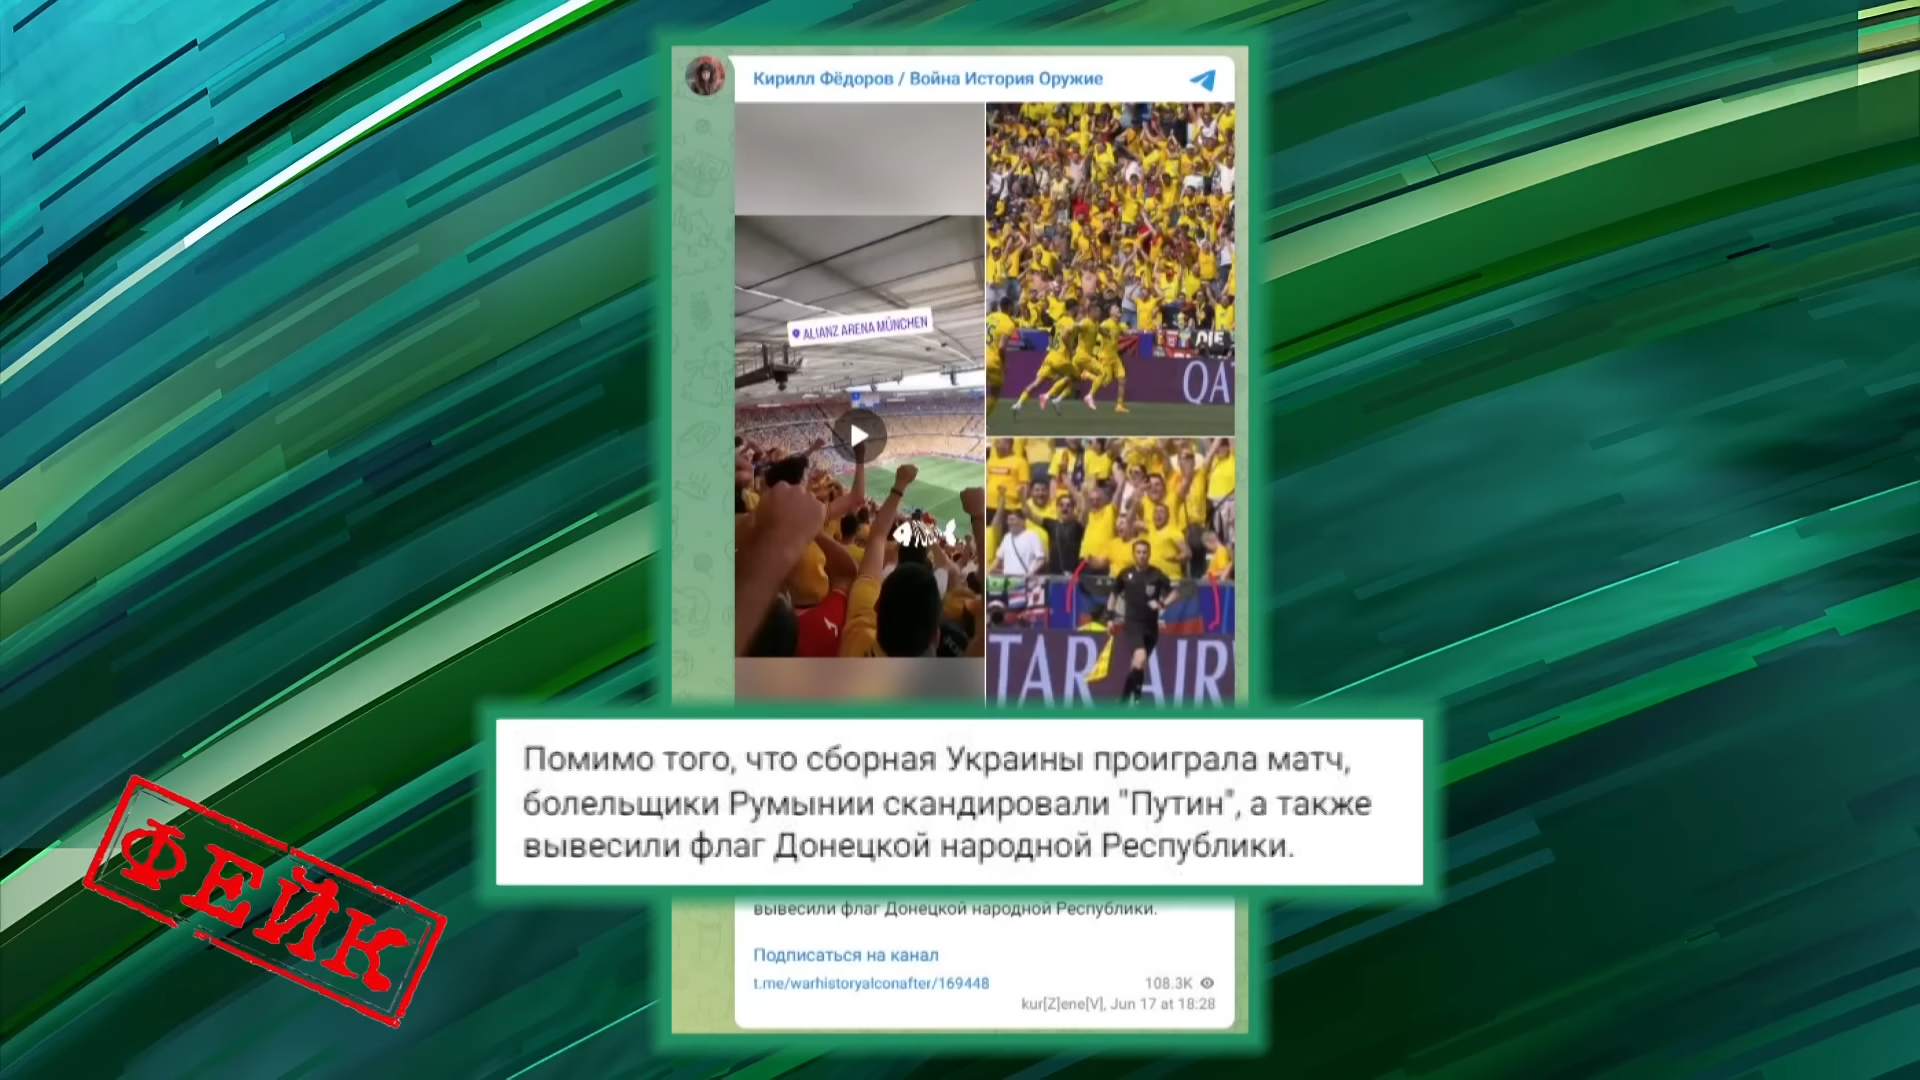 Кирилл Фёдоров / Война История Оружие
ALIANZ ARENA MÜNCHEN
QA
DIE
TAR AIR
Помимо того, что сборная Украины проиграла матч,
болельщики Румынии скандировали "Путин", а также
вывесили флаг Донецкой народной Республики.
ФЕЙК
вывесили флаг Донецкой народной Республики.
Подписаться на канал
t.me/warhistoryalconafter/169448
108.3K
kur[Z]ene[V], Jun 17 at 18:28